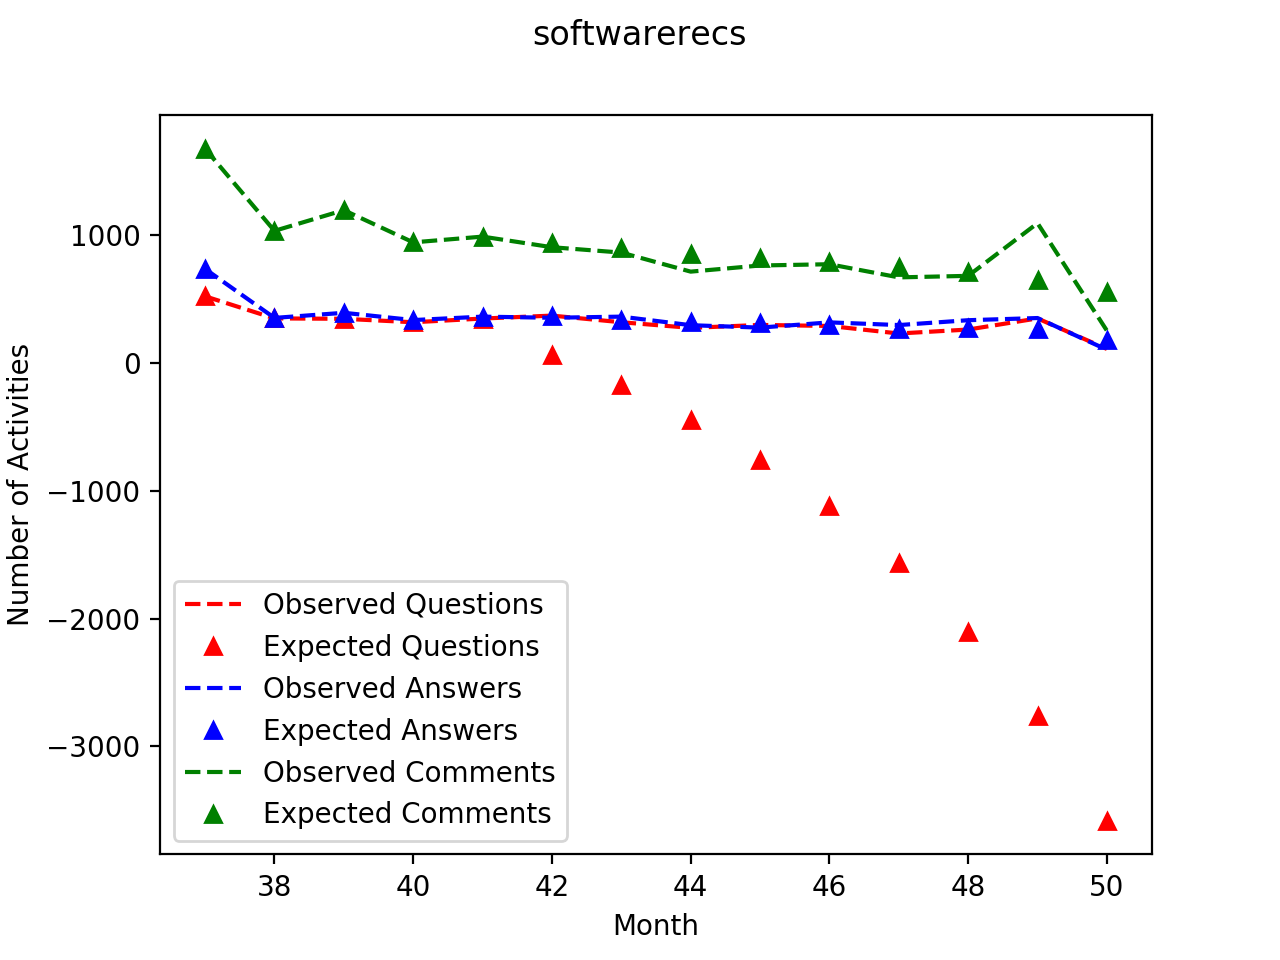 softwarerecs
Number of Activities
1000
0
−1000
−2000
−3000
Observed Questions
Expected Questions
Observed Answers
Expected Answers
Observed Comments
Expected Comments
38 40 42 44 46 48 50
Month